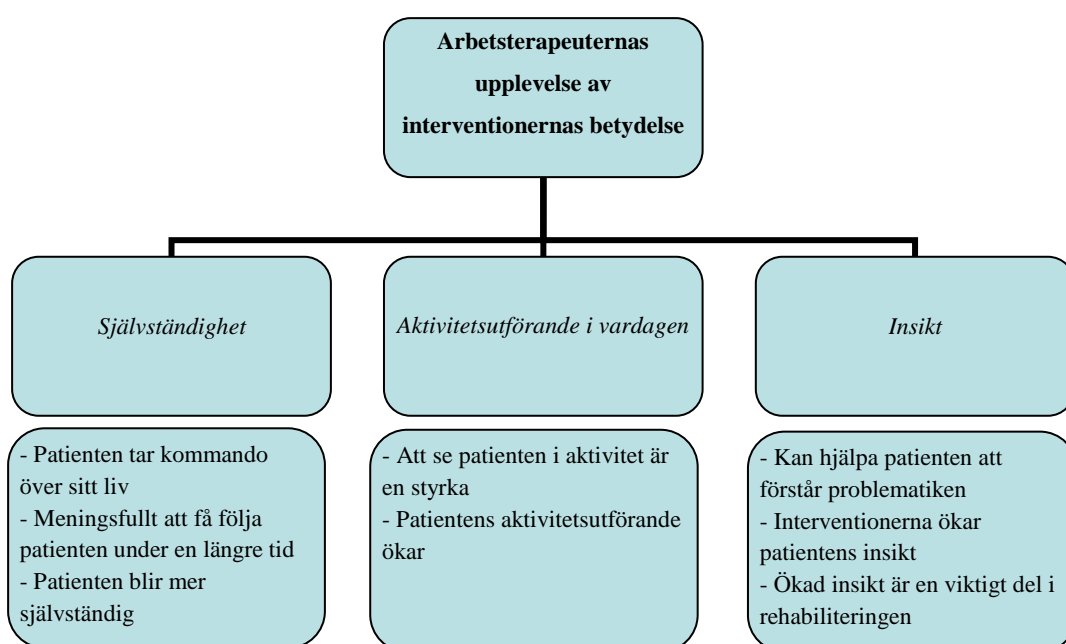 Arbetsterapeuternas
upplevelse av
interventionernas betydelse
Självständighet
Aktivitetsutförande i vardagen
Insikt
- Patienten tar kommando
över sitt liv
- Meningsfullt att få följa
patienten under en längre tid
- Patienten blir mer
självständig
- Att se patienten i aktivitet är
en styrka
- Patientens aktivitetsutförande
ökar
- Kan hjälpa patienten att
förstår problematiken
- Interventionerna ökar
patientens insikt
- Ökad insikt är en viktigt del i
rehabiliteringen